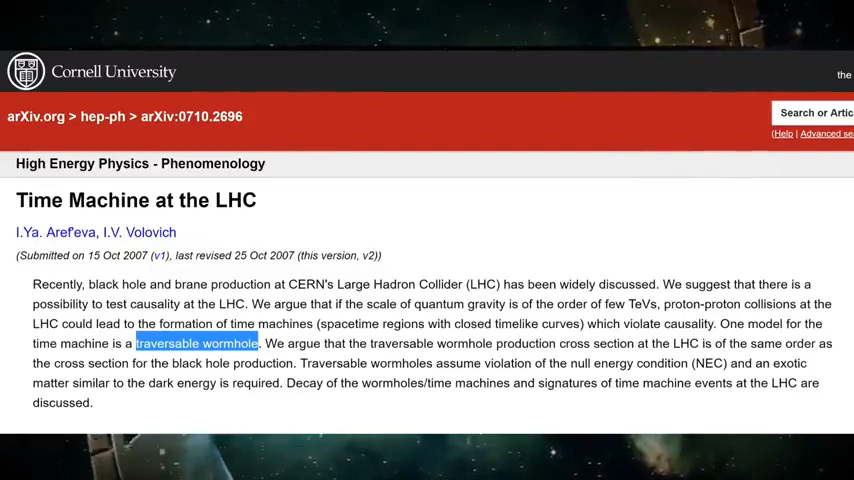 Cornell University
the
arXiv.org > hep-ph > arXiv:0710.2696
Search or Artic
(Help | Advanced se
High Energy Physics - Phenomenology
Time Machine at the LHC
I.Ya. Aref'eva, I.V. Volovich
(Submitted on 15 Oct 2007 (v1), last revised 25 Oct 2007 (this version, v2))
Recently, black hole and brane production at CERN's Large Hadron Collider (LHC) has been widely discussed. We suggest that there is a
possibility to test causality at the LHC. We argue that if the scale of quantum gravity is of the order of few TeVs, proton-proton collisions at the
LHC could lead to the formation of time machines (spacetime regions with closed timelike curves) which violate causality. One model for the
time machine is a traversable wormhole. We argue that the traversable wormhole production cross section at the LHC is of the same order as
the cross section for the black hole production. Traversable wormholes assume violation of the null energy condition (NEC) and an exotic
matter similar to the dark energy is required. Decay of the wormholes/time machines and signatures of time machine events at the LHC are
discussed.